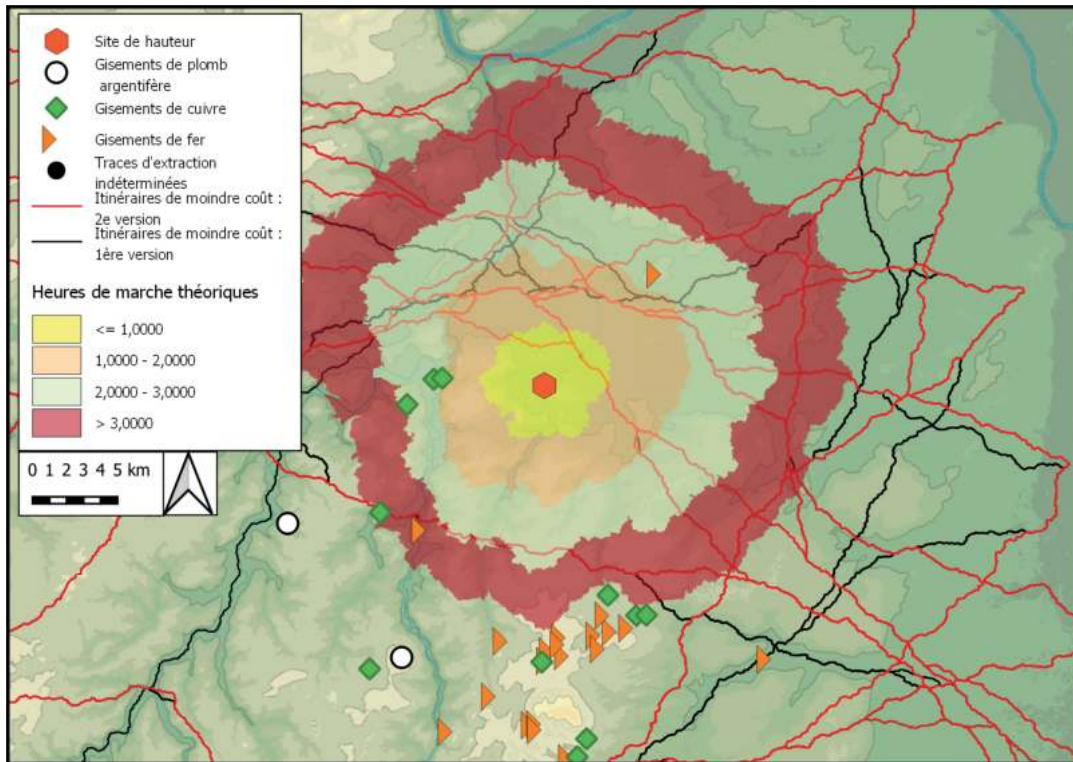 Site de hauteur
Gisements de plomb
argentifère
Gisements de cuivre
Gisements de fer
Traces d'extraction
indéterminées
Itinéraires de moindre coût :
2e version
Itinéraires de moindre coût :
1ère version
Heures de marche théoriques
<= 1,0000
1,0000 - 2,0000
2,0000 - 3,0000
> 3,0000
0 1 2 3 4 5 km